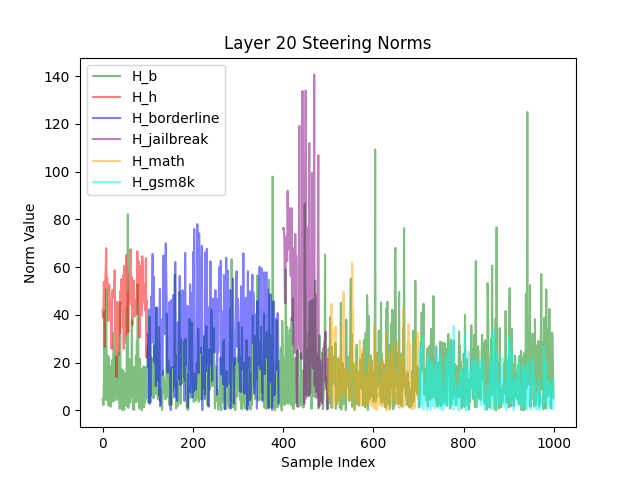 Layer 20 Steering Norms
H_b
H_h
H_borderline
H_jailbreak
H_math
H_gsm8k
Norm Value
140
120
100
80
60
40
20
0
0
200
400
600
800
1000
Sample Index